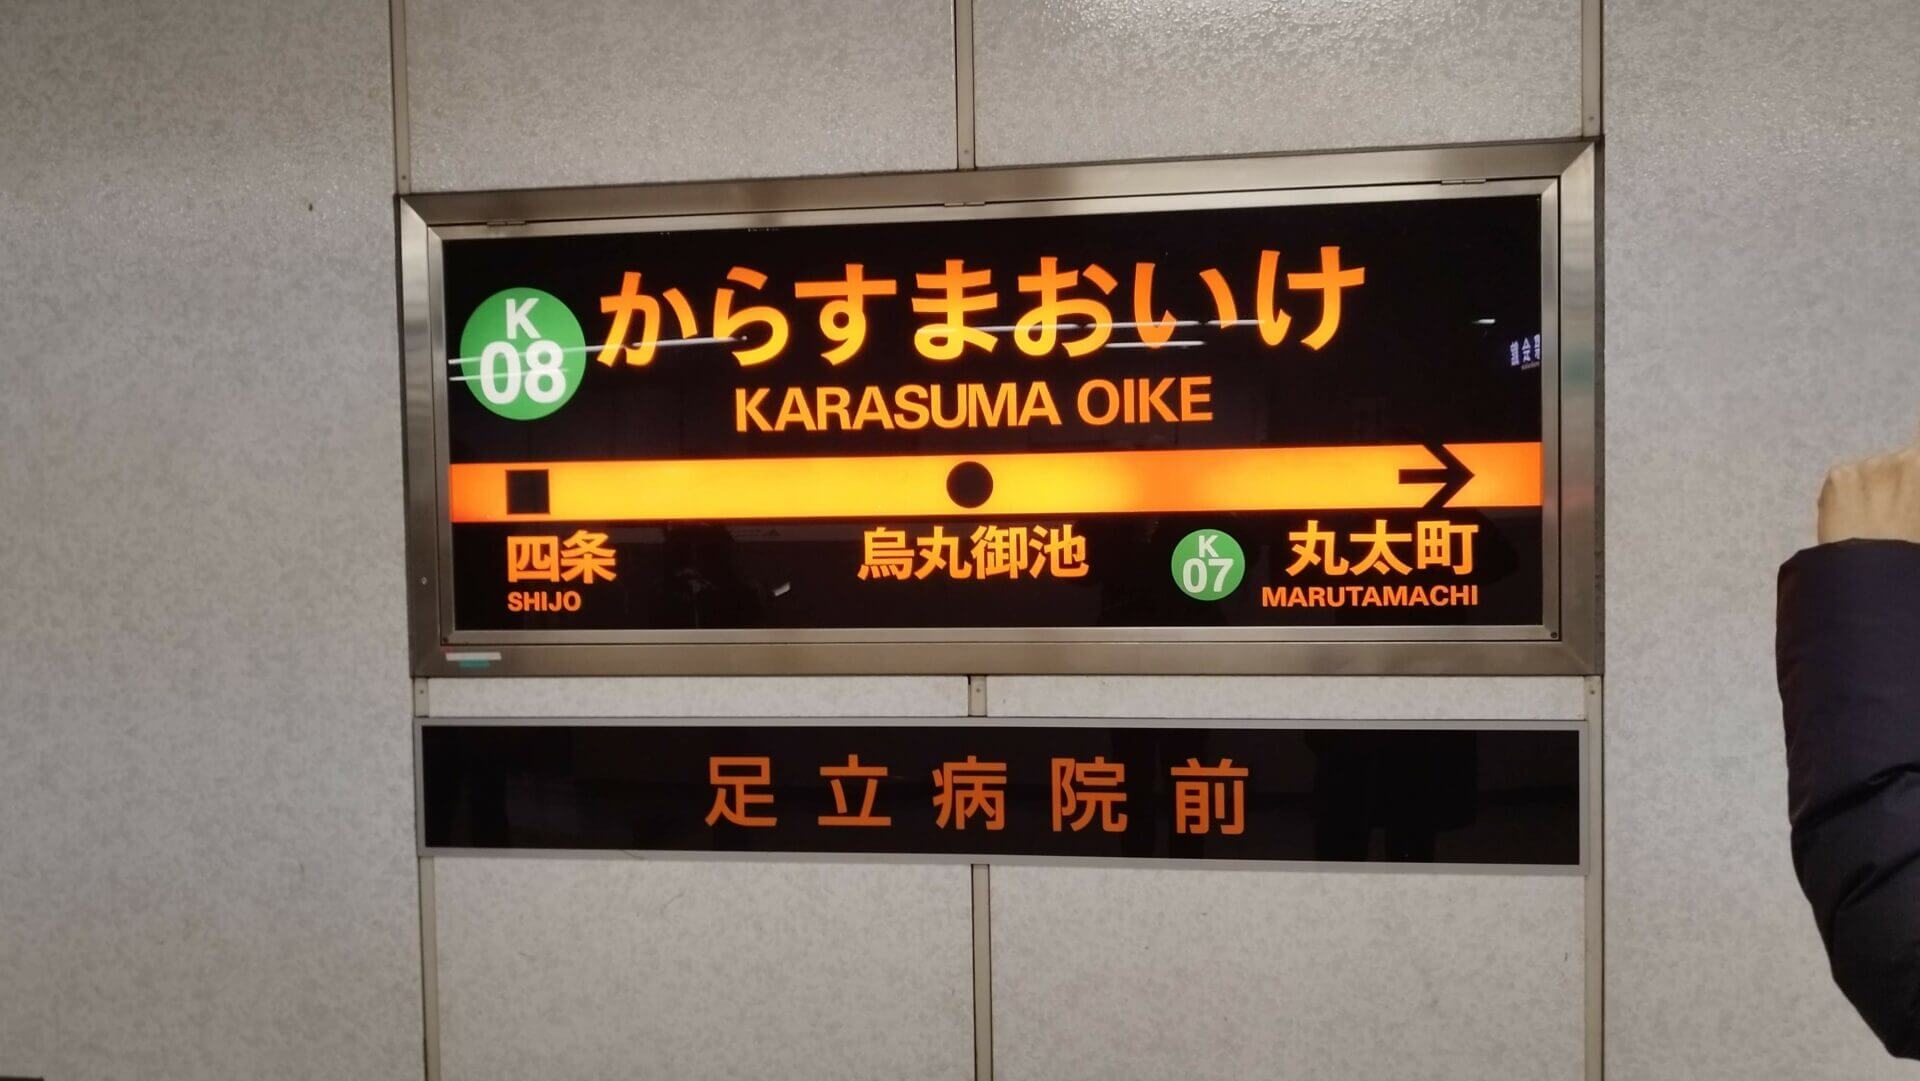 K
08
からすまおいけ
KARASUMA OIKE
四条
SHIJO
烏丸御池
K
07
丸太町
MARUTAMACHI
足立病院前